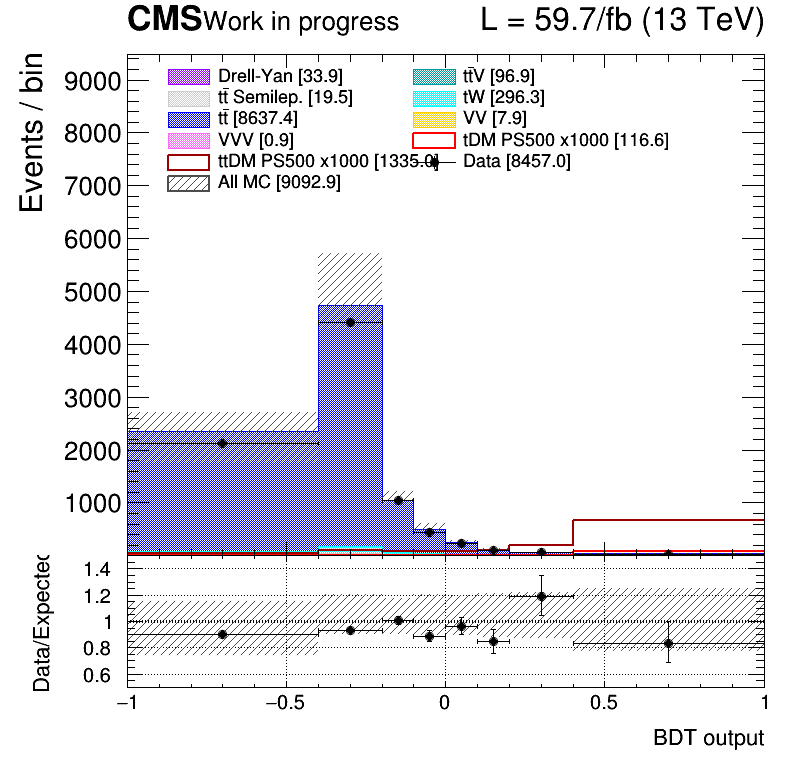 CMS Work in progress L = 59.7/fb (13 TeV)
Events / bin
9000
8000
7000
6000
5000
4000
3000
2000
1000
Drell-Yan [33.9]
tt̄V [96.9]
tt̄ Semilep. [19.5]
tW [296.3]
tt̄ [8637.4]
VV [7.9]
VVV [0.9]
tDM PS500 x1000 [116.6]
ttDM PS500 x1000 [1335.0]
Data [8457.0]
All MC [9092.9]
Data/Expected
1.4
1.2
1
0.8
0.6
−1 −0.5 0 0.5 1
BDT output